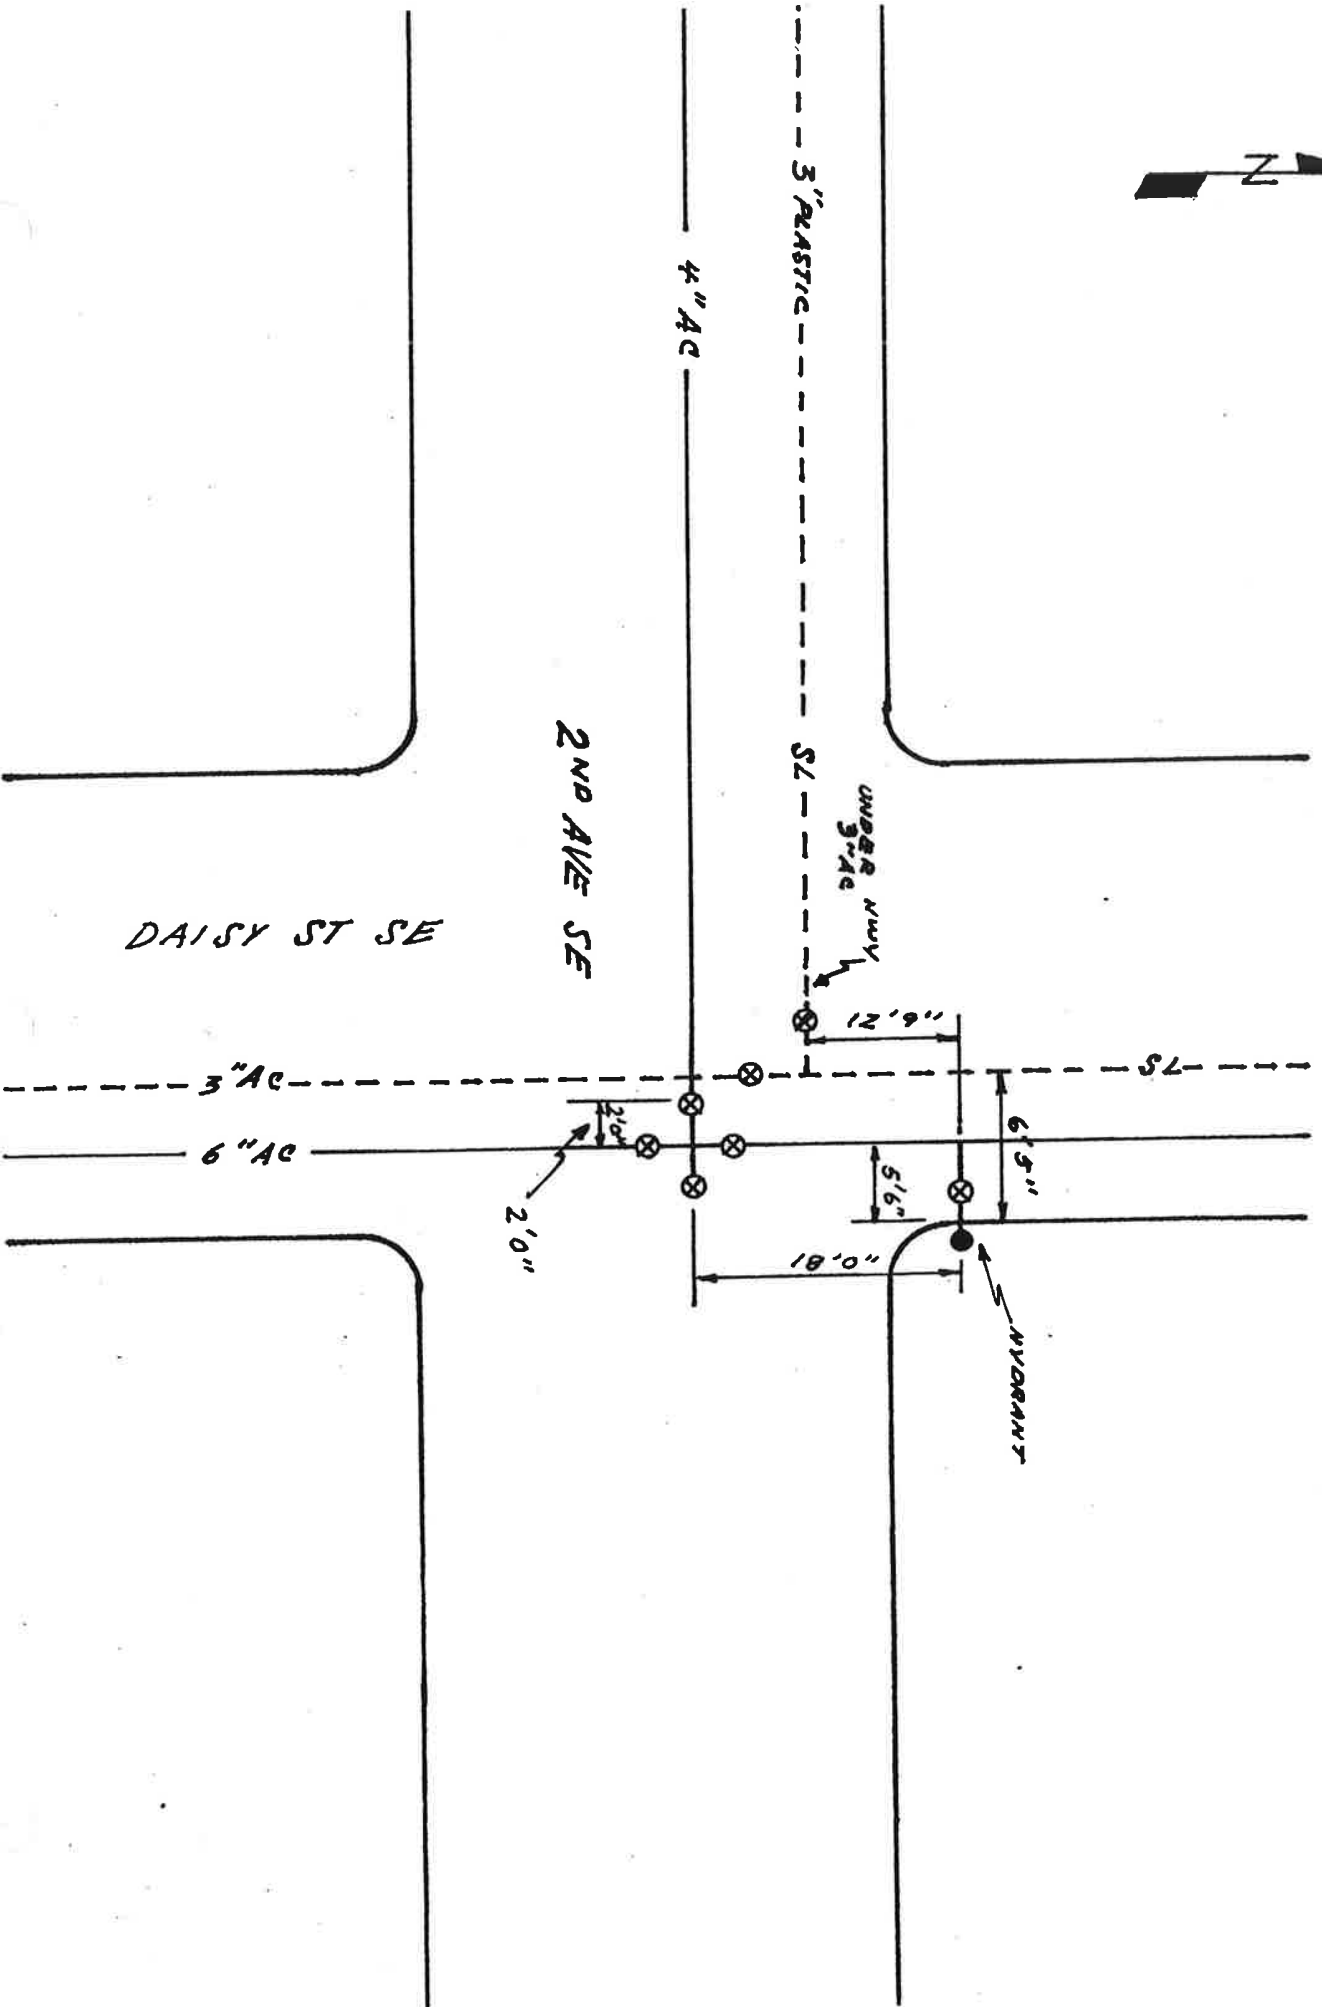 N
3" PLASTIC
4" AC
SL
UNDER HWY
3" AC
2ND AVE SE
DAISY ST SE
12'9"
SL
3" AC
6'5"
2'0"
6" AC
5'6"
2'0"
18'0"
HYDRANT